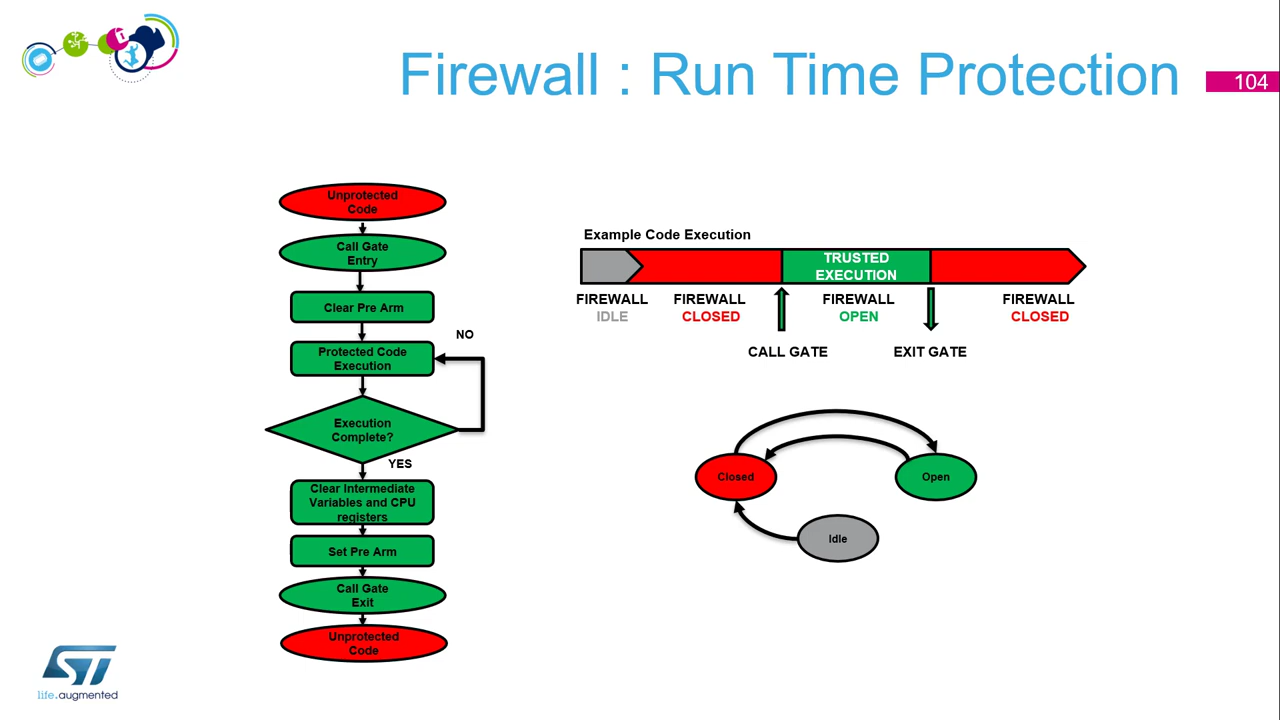 Firewall : Run Time Protection
104
Unprotected
Code
Call Gate
Entry
Clear Pre Arm
NO
Protected Code
Execution
Execution
Complete?
YES
Clear Intermediate
Variables and CPU
registers
Set Pre Arm
Call Gate
Exit
Unprotected
Code
Example Code Execution
TRUSTED
EXECUTION
FIREWALL
IDLE
FIREWALL
CLOSED
FIREWALL
OPEN
FIREWALL
CLOSED
CALL GATE
EXIT GATE
Closed
Open
Idle
ST
life.augmented